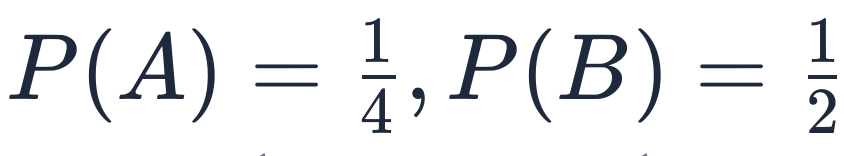 P(A) = 1/4, P(B) = 1/2